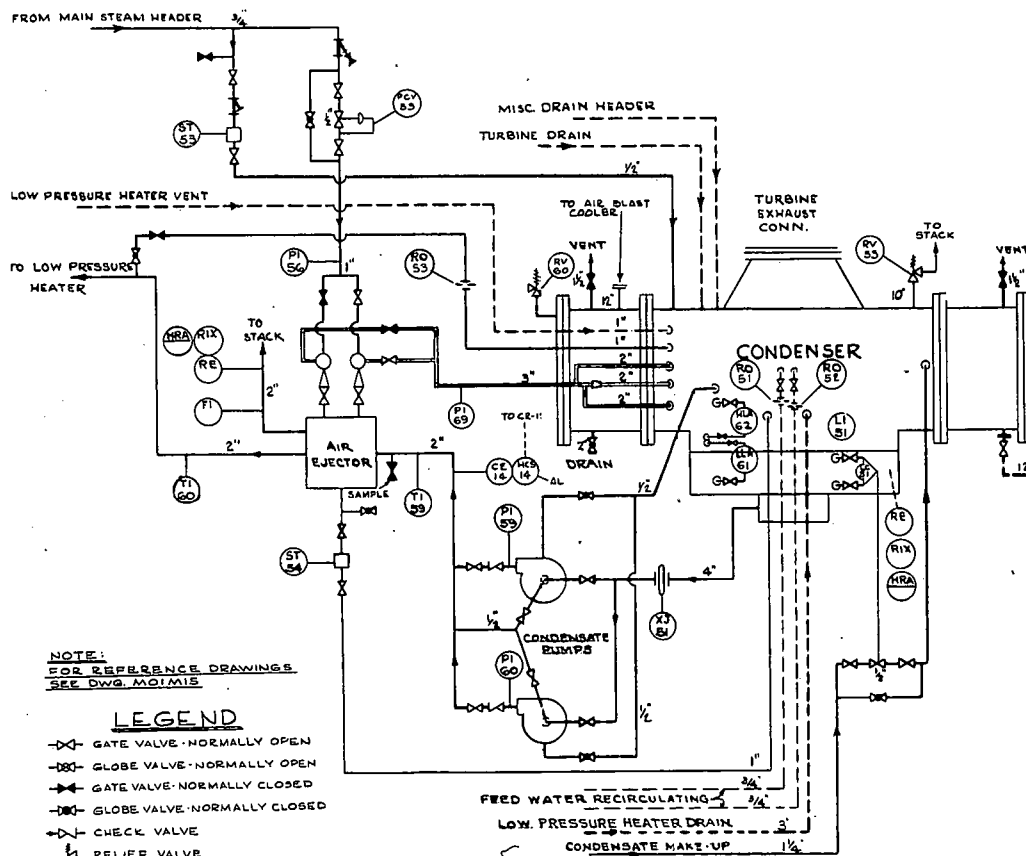 FROM MAIN STEAM HEADER
3/4"
PCV
53
1/2"
ST
53
MISC. DRAIN HEADER
TURBINE DRAIN
1/2"
LOW PRESSURE HEATER VENT
TO AIR BLAST
COOLER
TURBINE
EXHAUST
CONN.
TO
STACK
RV
55
VENT
VENT
1 1/2"
RV
60
1 1/2"
PI
56
1"
RO
53
TO LOW PRESSURE
HEATER
12"
10"
1"
1"
HRA
RIX
RE
TO
STACK
2"
FI
CONDENSER
2"
RO
51
RO
52
3"
2"
2"
PI
69
TO CR-11
HLA
62
LI
51
AIR
EJECTOR
2"
2"
DRAIN
2"
LLA
61
CE
14
HCS
14
AL
12"
TI
60
SAMPLE
TI
59
1/2"
PI
59
RE
RIX
HRA
ST
54
4"
XJ
51
1/2"
CONDENSATE
PUMPS
PI
60
1/2"
1/2"
NOTE:
FOR REFERENCE DRAWINGS
SEE DWG. M01M1S
LEGEND
GATE VALVE-NORMALLY OPEN
GLOBE VALVE-NORMALLY OPEN
GATE VALVE-NORMALLY CLOSED
GLOBE VALVE-NORMALLY CLOSED
CHECK VALVE
RELIEF VALVE
1"
3/4"
FEED WATER RECIRCULATING
3/4"
LOW PRESSURE HEATER DRAIN
3"
CONDENSATE MAKE-UP
1 1/4"